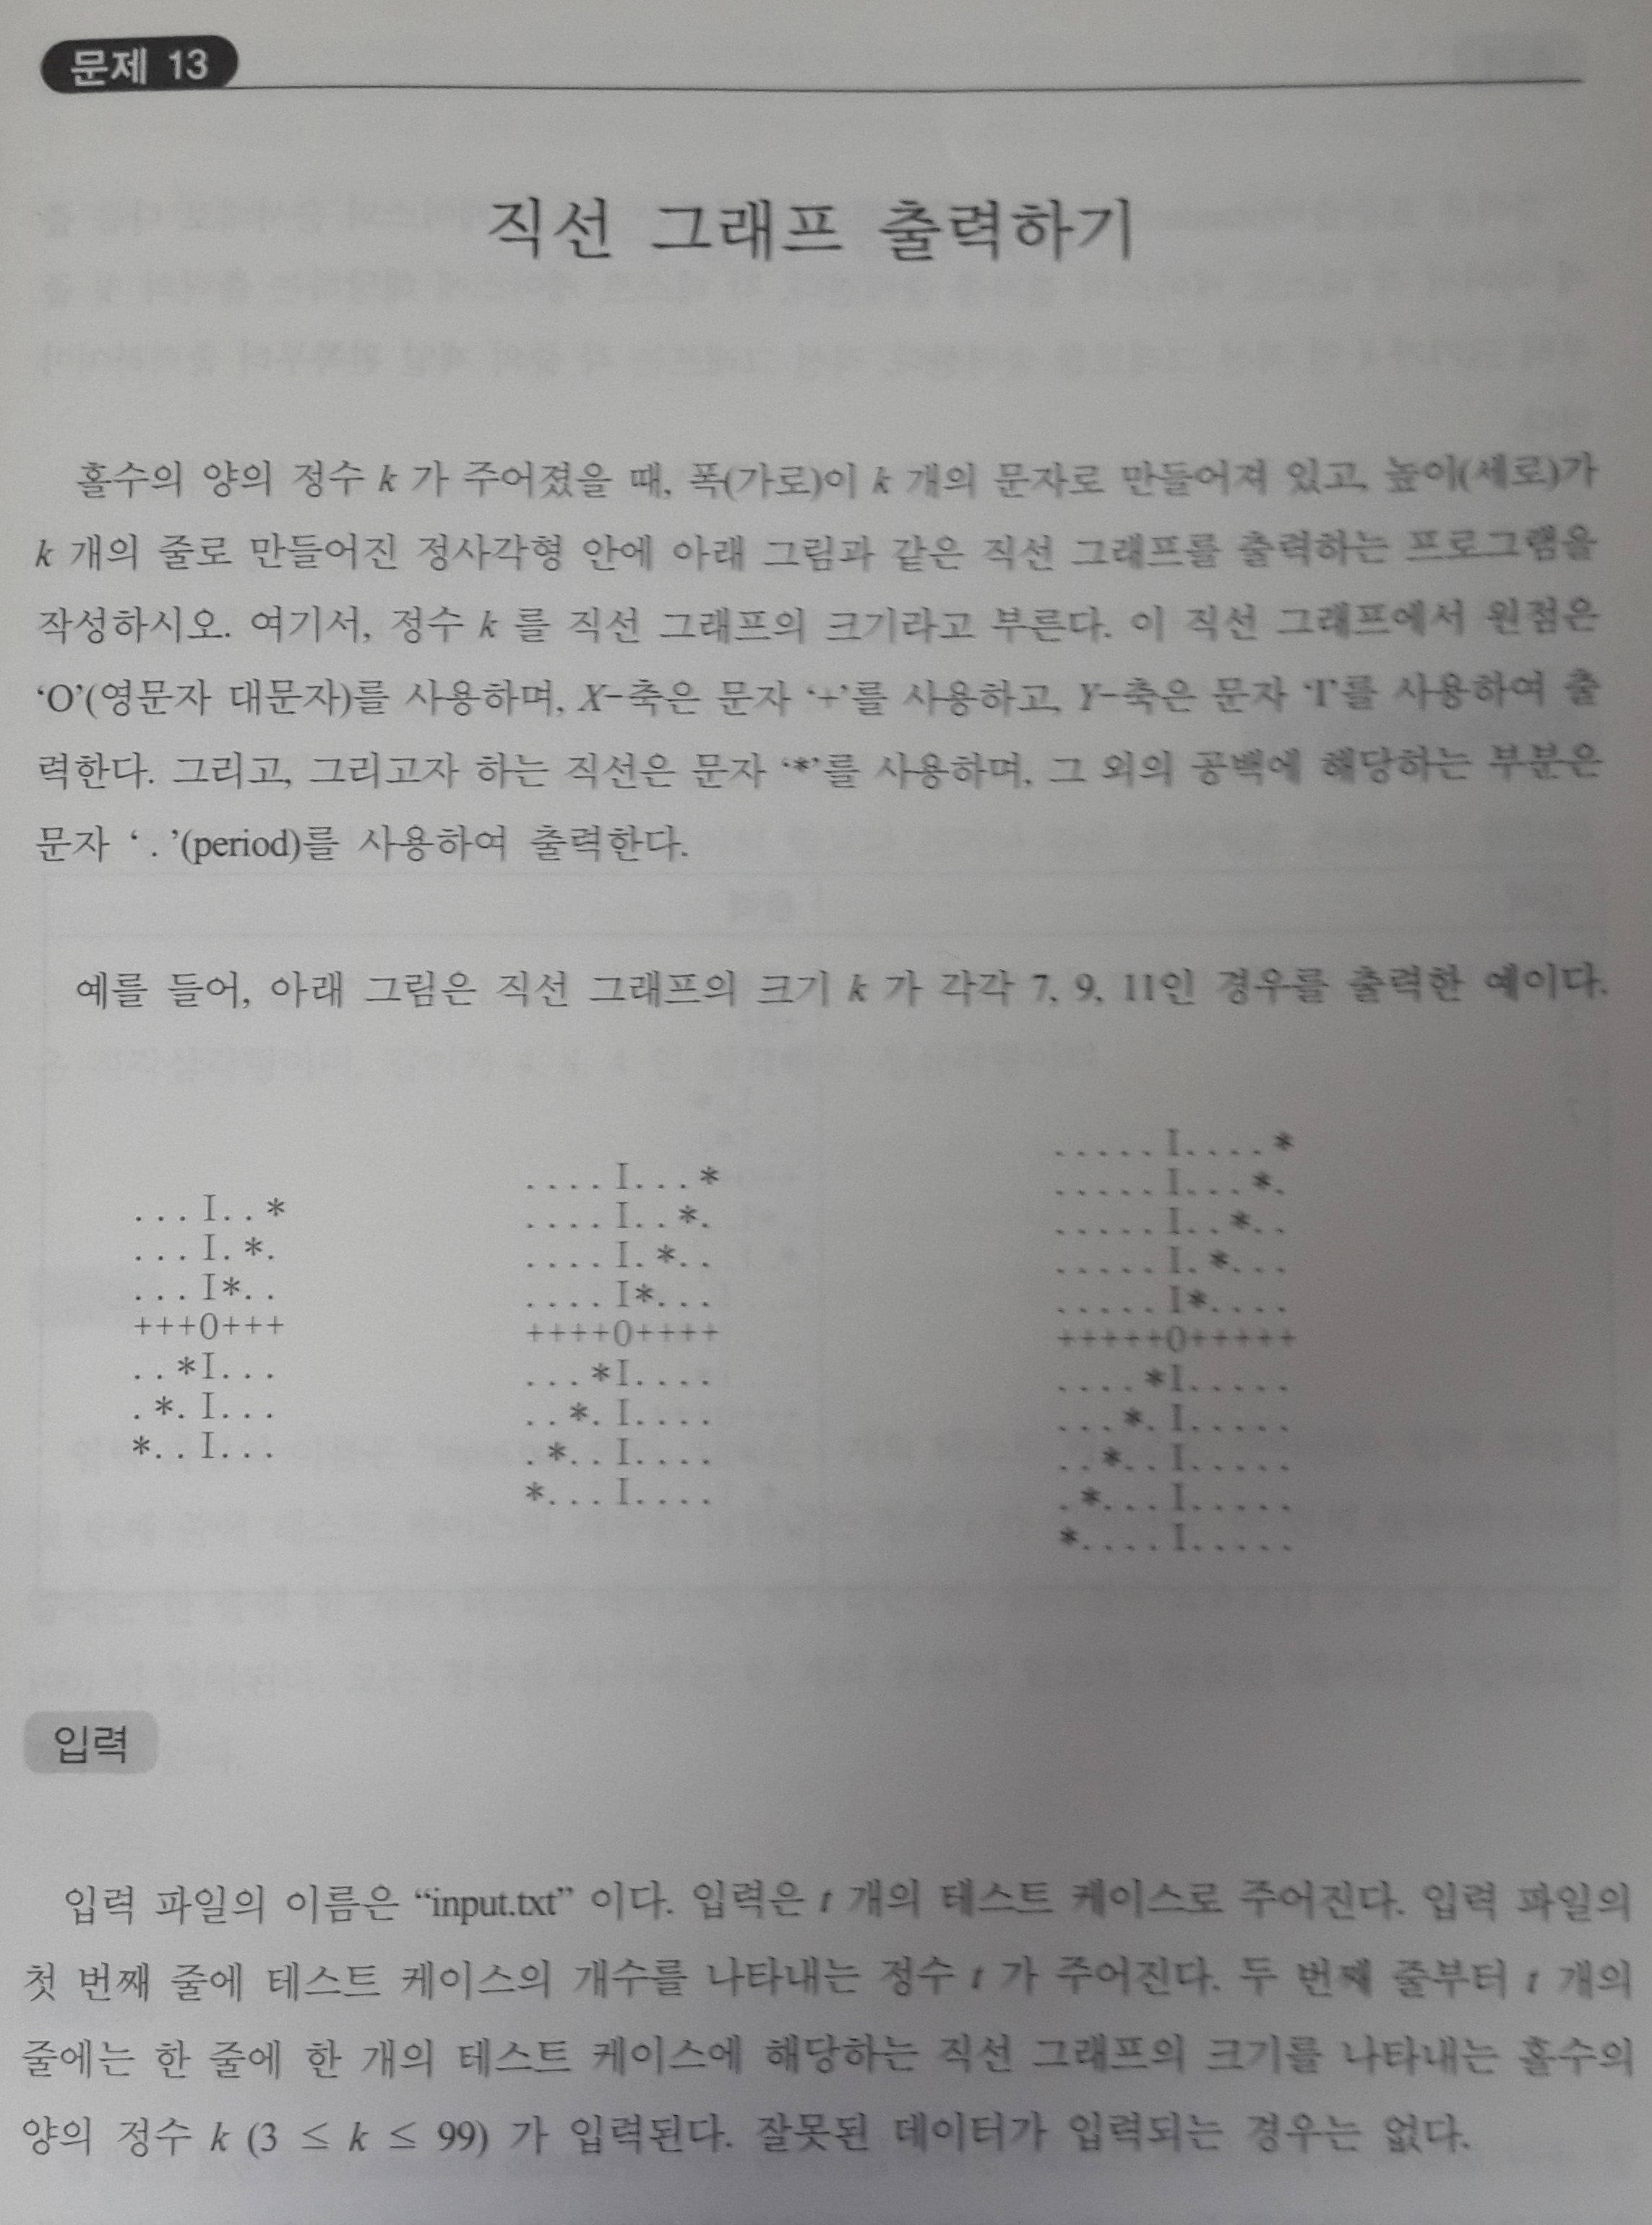 문제 13
직선 그래프 출력하기
홀수의 양의 정수 k 가 주어졌을 때, 폭(가로)이 k 개의 문자로 만들어져 있고, 높이(세로)가
k 개의 줄로 만들어진 정사각형 안에 아래 그림과 같은 직선 그래프를 출력하는 프로그램을
작성하시오. 여기서, 정수 k 를 직선 그래프의 크기라고 부른다. 이 직선 그래프에서 원점은
‘O’(영문자 대문자)를 사용하며, X-축은 문자 ‘+’를 사용하고, Y-축은 문자 ‘I’를 사용하여 출
력한다. 그리고, 그리고자 하는 직선은 문자 ‘*’를 사용하며, 그 외의 공백에 해당하는 부분은
문자 ‘ . ’(period)를 사용하여 출력한다.
예를 들어, 아래 그림은 직선 그래프의 크기 k 가 각각 7, 9, 11인 경우를 출력한 예이다.
...I..*
...I.*.
...I*..
+++O+++
..*I...
.*.I...
*..I...
....I...*
....I..*.
....I.*..
....I*...
++++O++++
...*I....
..*.I....
.*..I....
*...I....
.....I....*
.....I...*.
.....I..*..
.....I.*...
.....I*....
+++++O+++++
....*I.....
...*.I.....
..*..I.....
.*...I.....
*....I.....
입력
입력 파일의 이름은 “input.txt” 이다. 입력은 t 개의 테스트 케이스로 주어진다. 입력 파일의
첫 번째 줄에 테스트 케이스의 개수를 나타내는 정수 t 가 주어진다. 두 번째 줄부터 t 개의
줄에는 한 줄에 한 개의 테스트 케이스에 해당하는 직선 그래프의 크기를 나타내는 홀수의
양의 정수 k (3 ≤ k ≤ 99) 가 입력된다. 잘못된 데이터가 입력되는 경우는 없다.